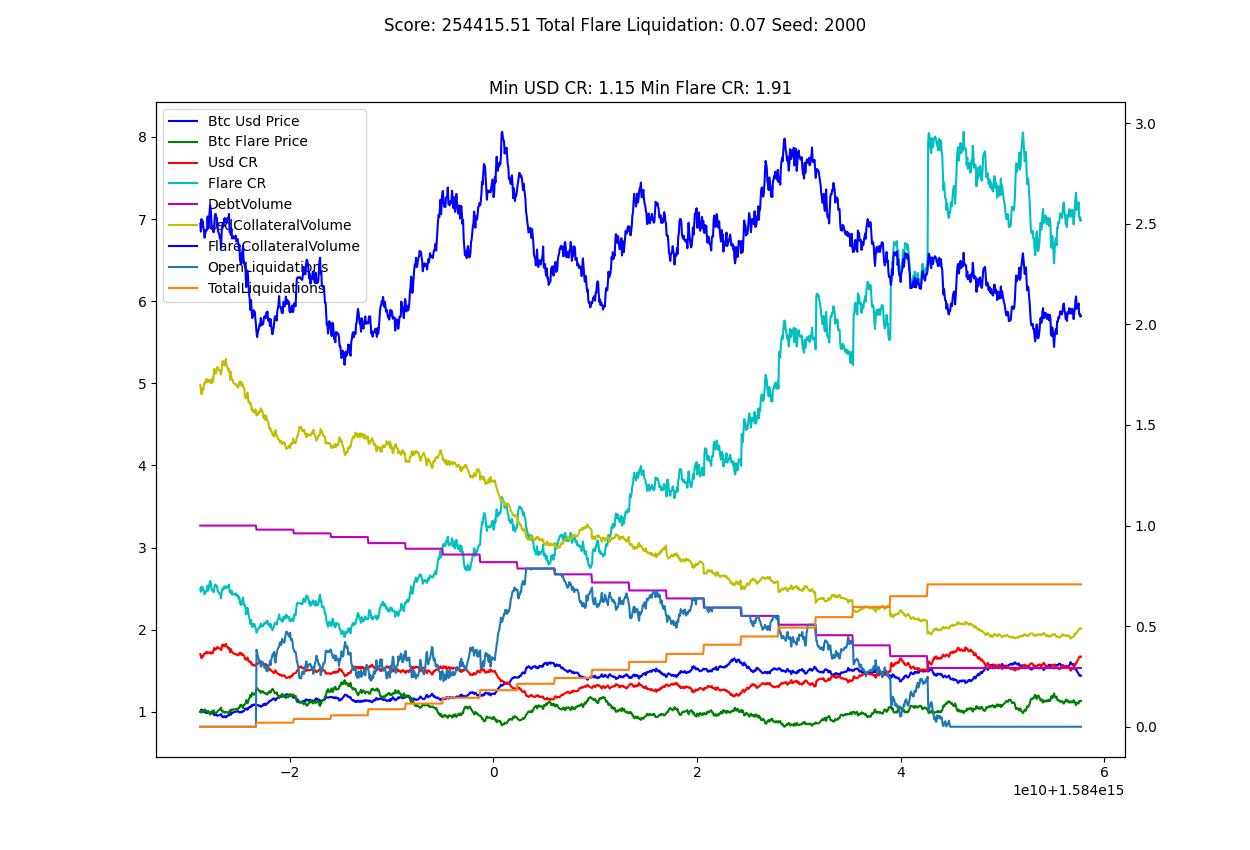 Score: 254415.51 Total Flare Liquidation: 0.07 Seed: 2000
Min USD CR: 1.15 Min Flare CR: 1.91
Btc Usd Price
Btc Flare Price
Usd CR
Flare CR
DebtVolume
UsdCollateralVolume
FlareCollateralVolume
OpenLiquidations
TotalLiquidations
8
7
6
5
4
3
2
1
3.0
2.5
2.0
1.5
1.0
0.5
0.0
−2
0
2
4
6
1e10+1.584e15